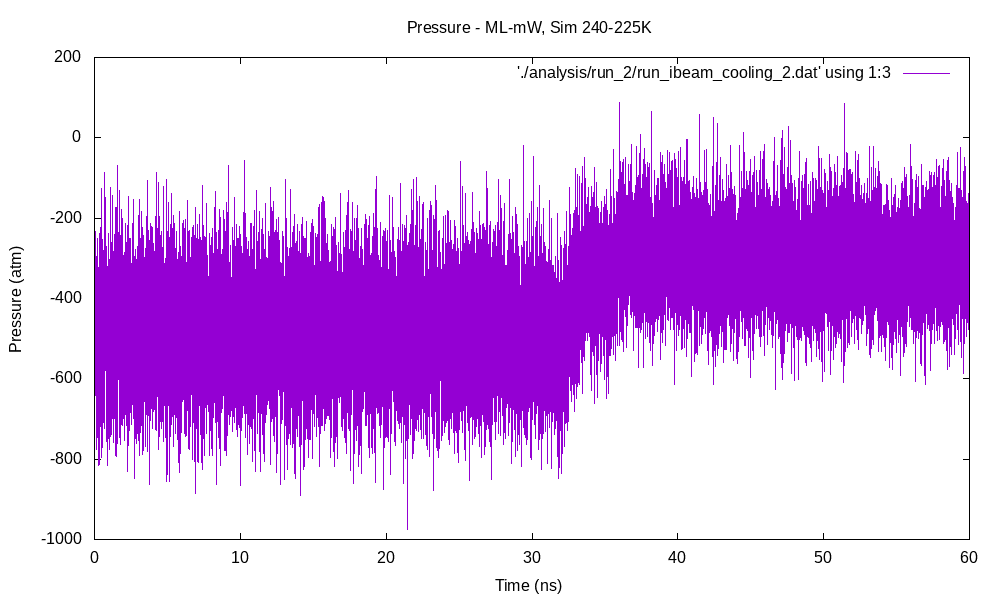 Pressure - ML-mW, Sim 240-225K
'./analysis/run_2/run_ibeam_cooling_2.dat' using 1:3
Pressure (atm)
200
0
-200
-400
-600
-800
-1000
0 10 20 30 40 50 60
Time (ns)